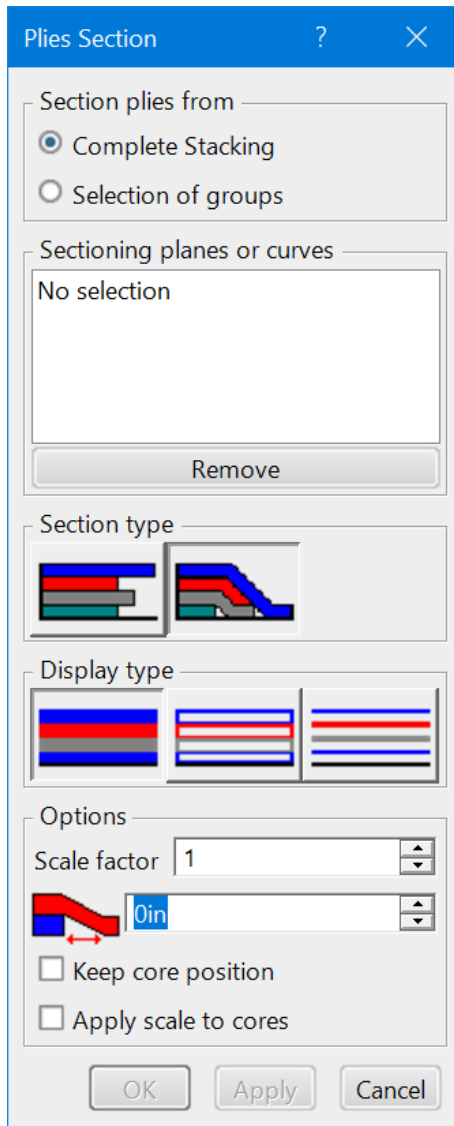 Plies Section ?
Section plies from
Complete Stacking
Selection of groups
Sectioning planes or curves
No selection
Remove
Section type
Display type
Options
Scale factor 1
0in
Keep core position
Apply scale to cores
OK Apply Cancel